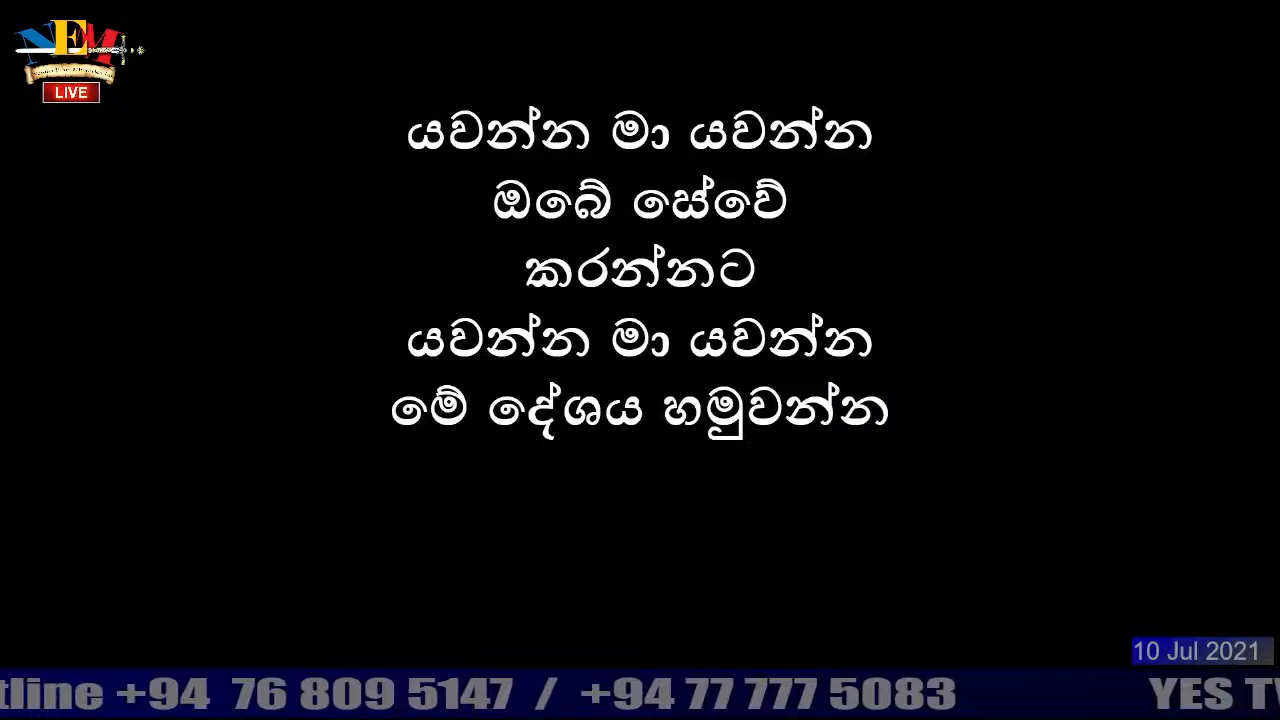 NEM
LIVE
යවන්න මා යවන්න
ඔබේ සේවේ
කරන්නට
යවන්න මා යවන්න
මේ දේශය හමුවන්න
10 Jul 2021
tline +94 76 809 5147 / +94 77 777 5083 YES TV